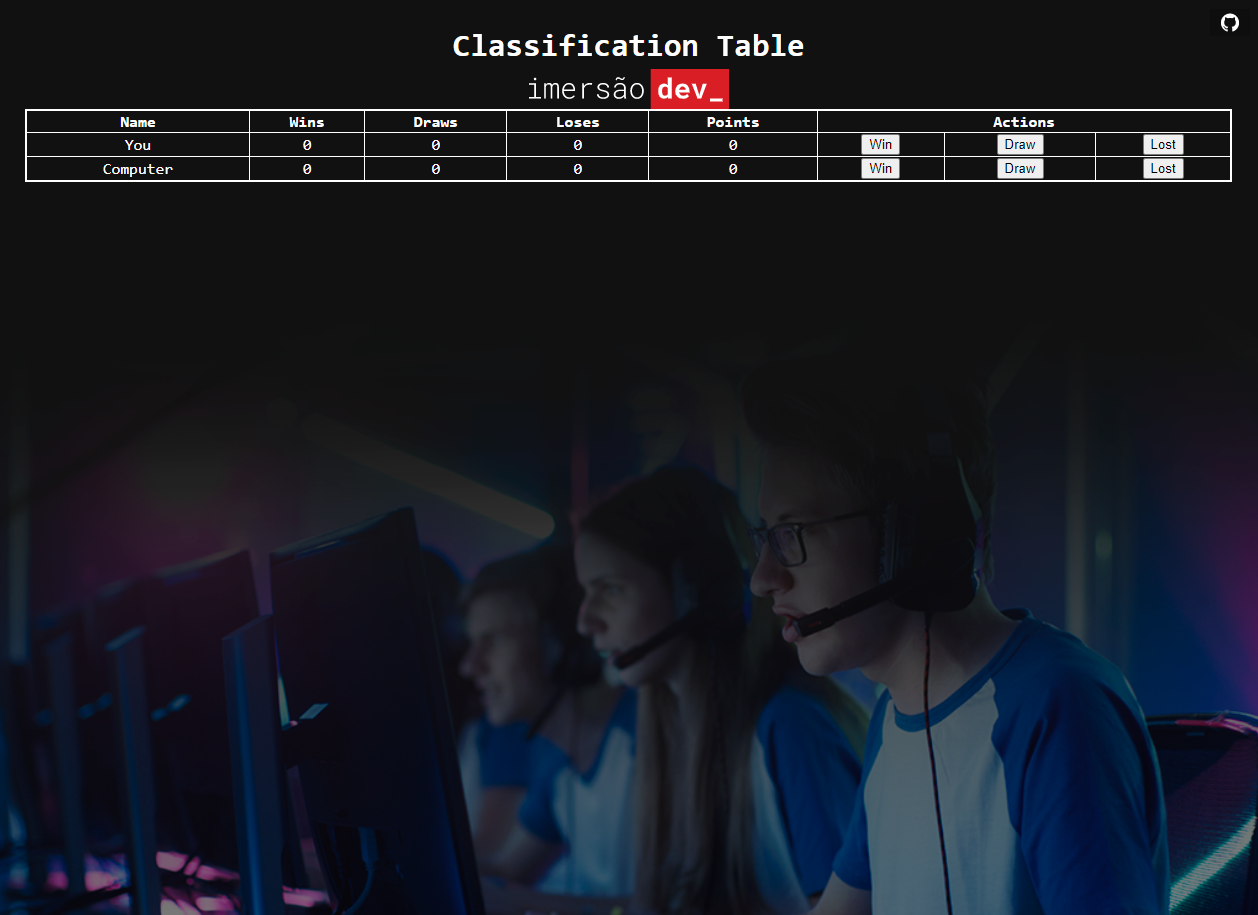 Classification Table
imersão dev_
Name Wins Draws Loses Points Actions
You 0 0 0 0 Win Draw Lost
Computer 0 0 0 0 Win Draw Lost